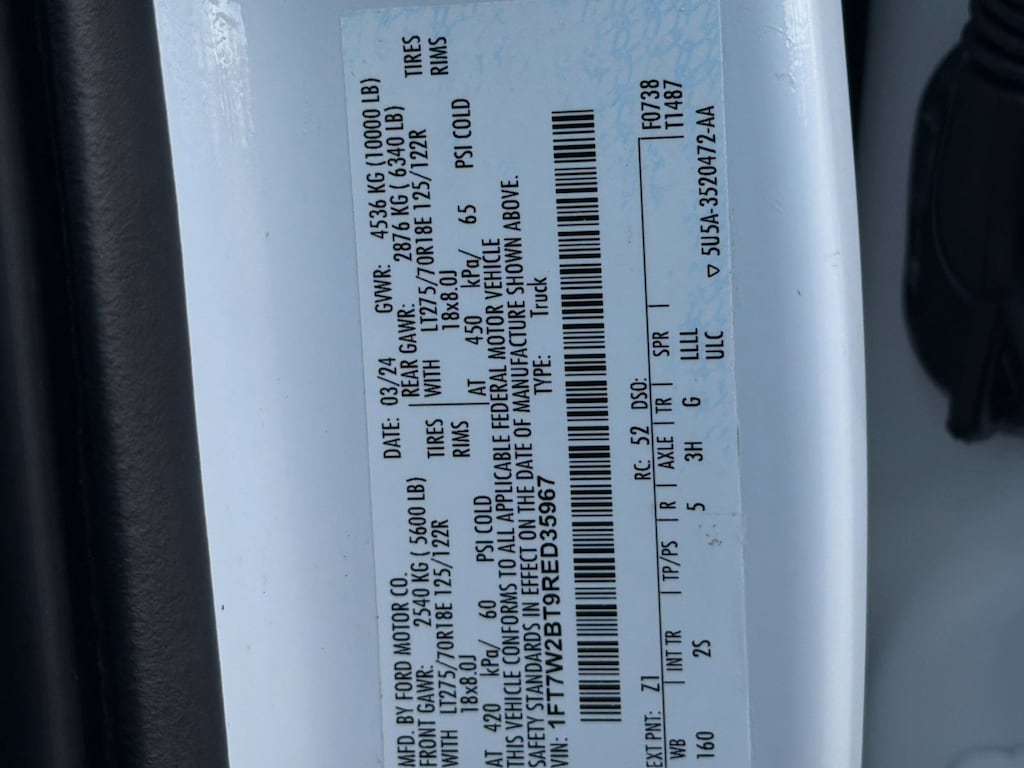 MFD. BY FORD MOTOR CO.
DATE: 03/24 GVWR: 4536 KG (10000 LB)
FRONT GAWR: 2540 KG ( 5600 LB) REAR GAWR: 2876 KG ( 6340 LB)
WITH LT275/70R18E 125/122R TIRES WITH LT275/70R18E 125/122R TIRES
18x8.0J RIMS 18x8.0J RIMS
AT 420 kPa/ 60 PSI COLD AT 450 kPa/ 65 PSI COLD
THIS VEHICLE CONFORMS TO ALL APPLICABLE FEDERAL MOTOR VEHICLE
SAFETY STANDARDS IN EFFECT ON THE DATE OF MANUFACTURE SHOWN ABOVE.
VIN: 1FT7W2BT9RED35967 TYPE: Truck
EXT PNT: Z1 RC: 52 DSO: F0738
WB | INT TR | TP/PS | R | AXLE | TR | SPR | T1487
160 2S 5 3H G LLLL
ULC ▽ 5U5A-3520472-AA